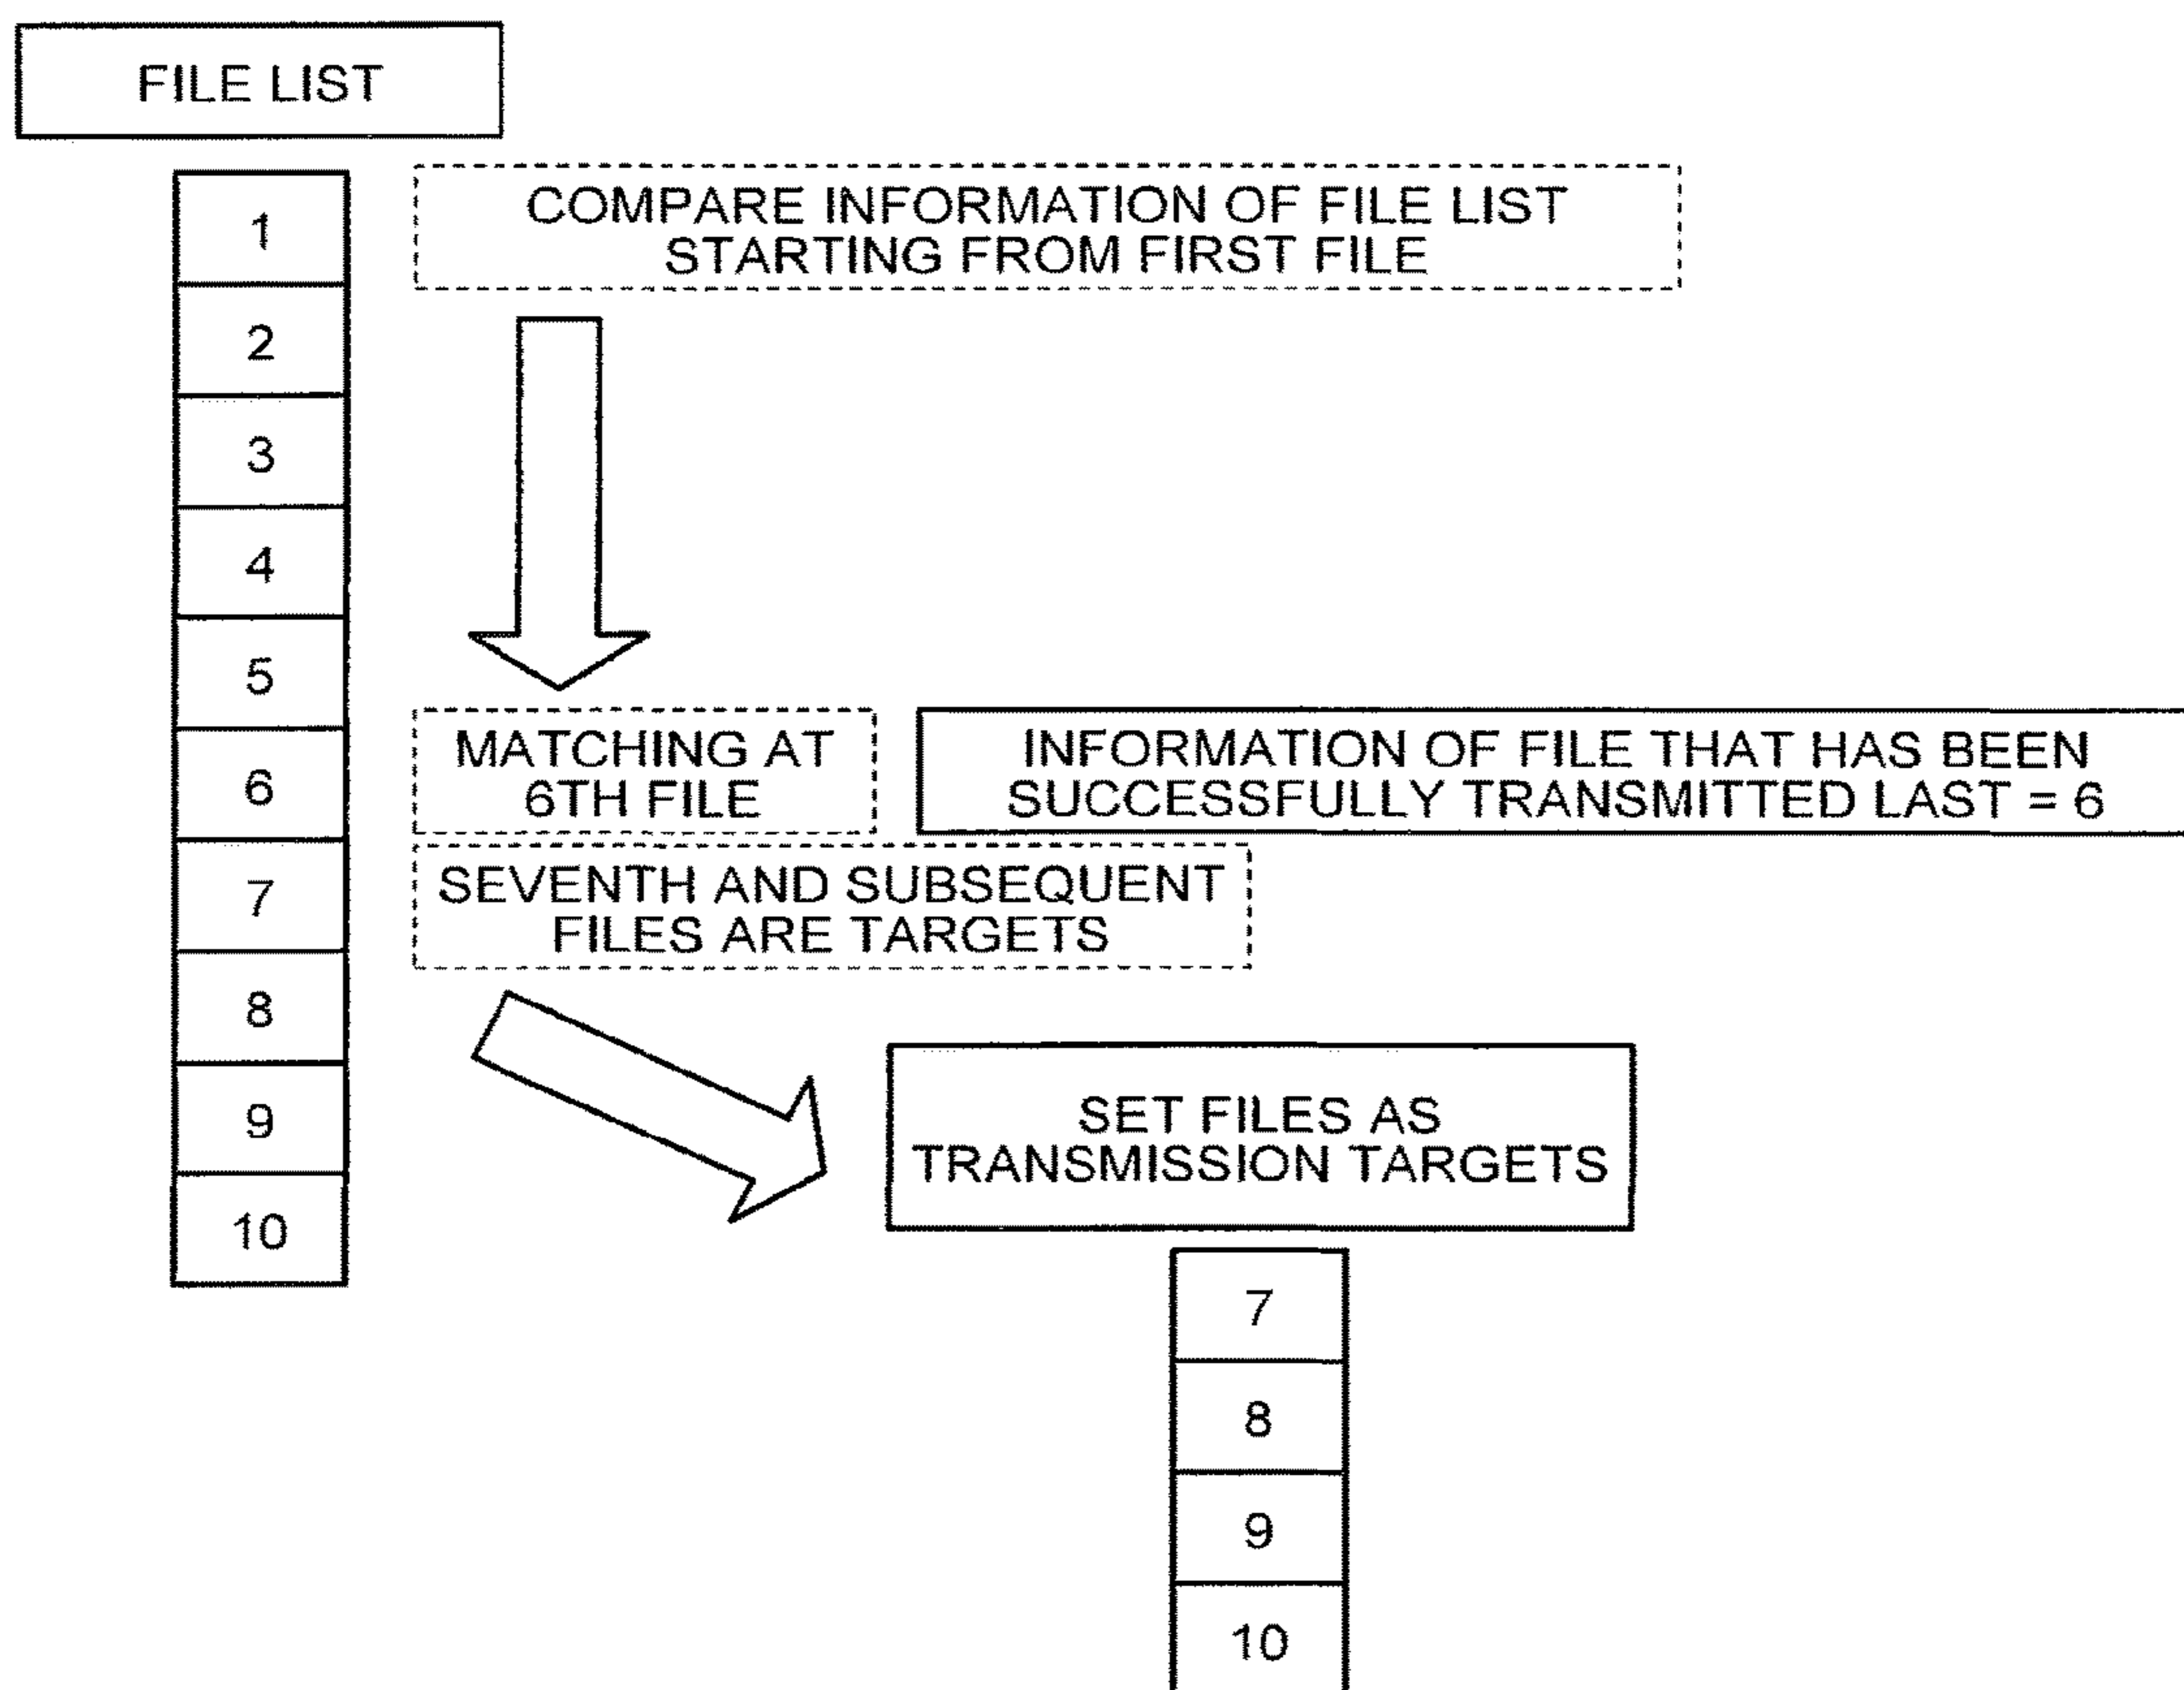 FILE LIST
1
2
3
4
5
6
7
8
9
10
COMPARE INFORMATION OF FILE LIST
STARTING FROM FIRST FILE
MATCHING AT
6TH FILE
INFORMATION OF FILE THAT HAS BEEN
SUCCESSFULLY TRANSMITTED LAST = 6
SEVENTH AND SUBSEQUENT
FILES ARE TARGETS
SET FILES AS
TRANSMISSION TARGETS
7
8
9
10